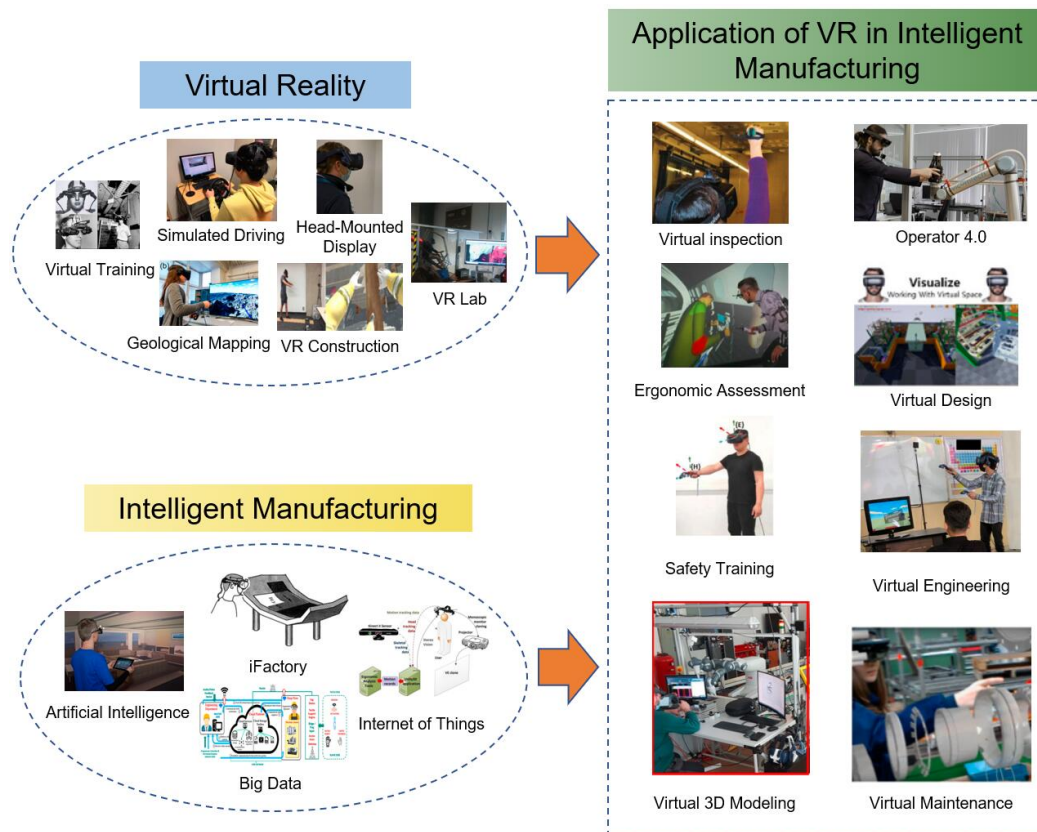 Virtual Reality
Simulated Driving
Head-Mounted
Display
Virtual Training
VR Lab
(b)
Geological Mapping
VR Construction
Intelligent Manufacturing
iFactory
Artificial Intelligence
Internet of Things
Big Data
Application of VR in Intelligent
Manufacturing
Virtual inspection
Operator 4.0
Visualize
Working With Virtual Space
Ergonomic Assessment
Virtual Design
{E}
{H}
Safety Training
Virtual Engineering
Virtual 3D Modeling
Virtual Maintenance